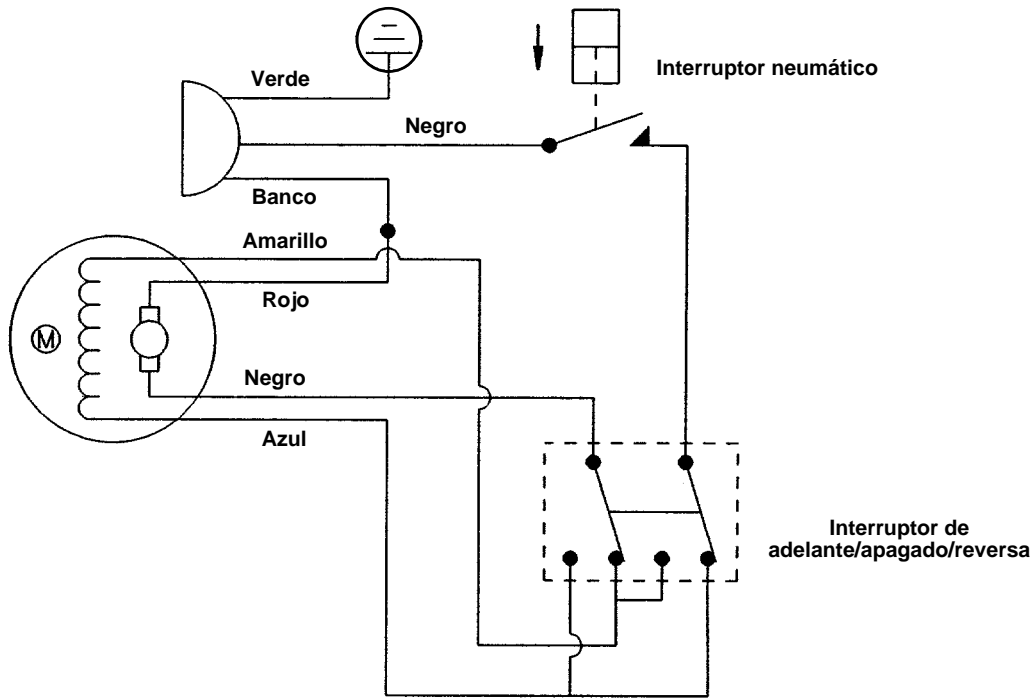 Verde
Interruptor neumático
Negro
Banco
Amarillo
Rojo
M
Negro
Azul
Interruptor de
adelante/apagado/reversa